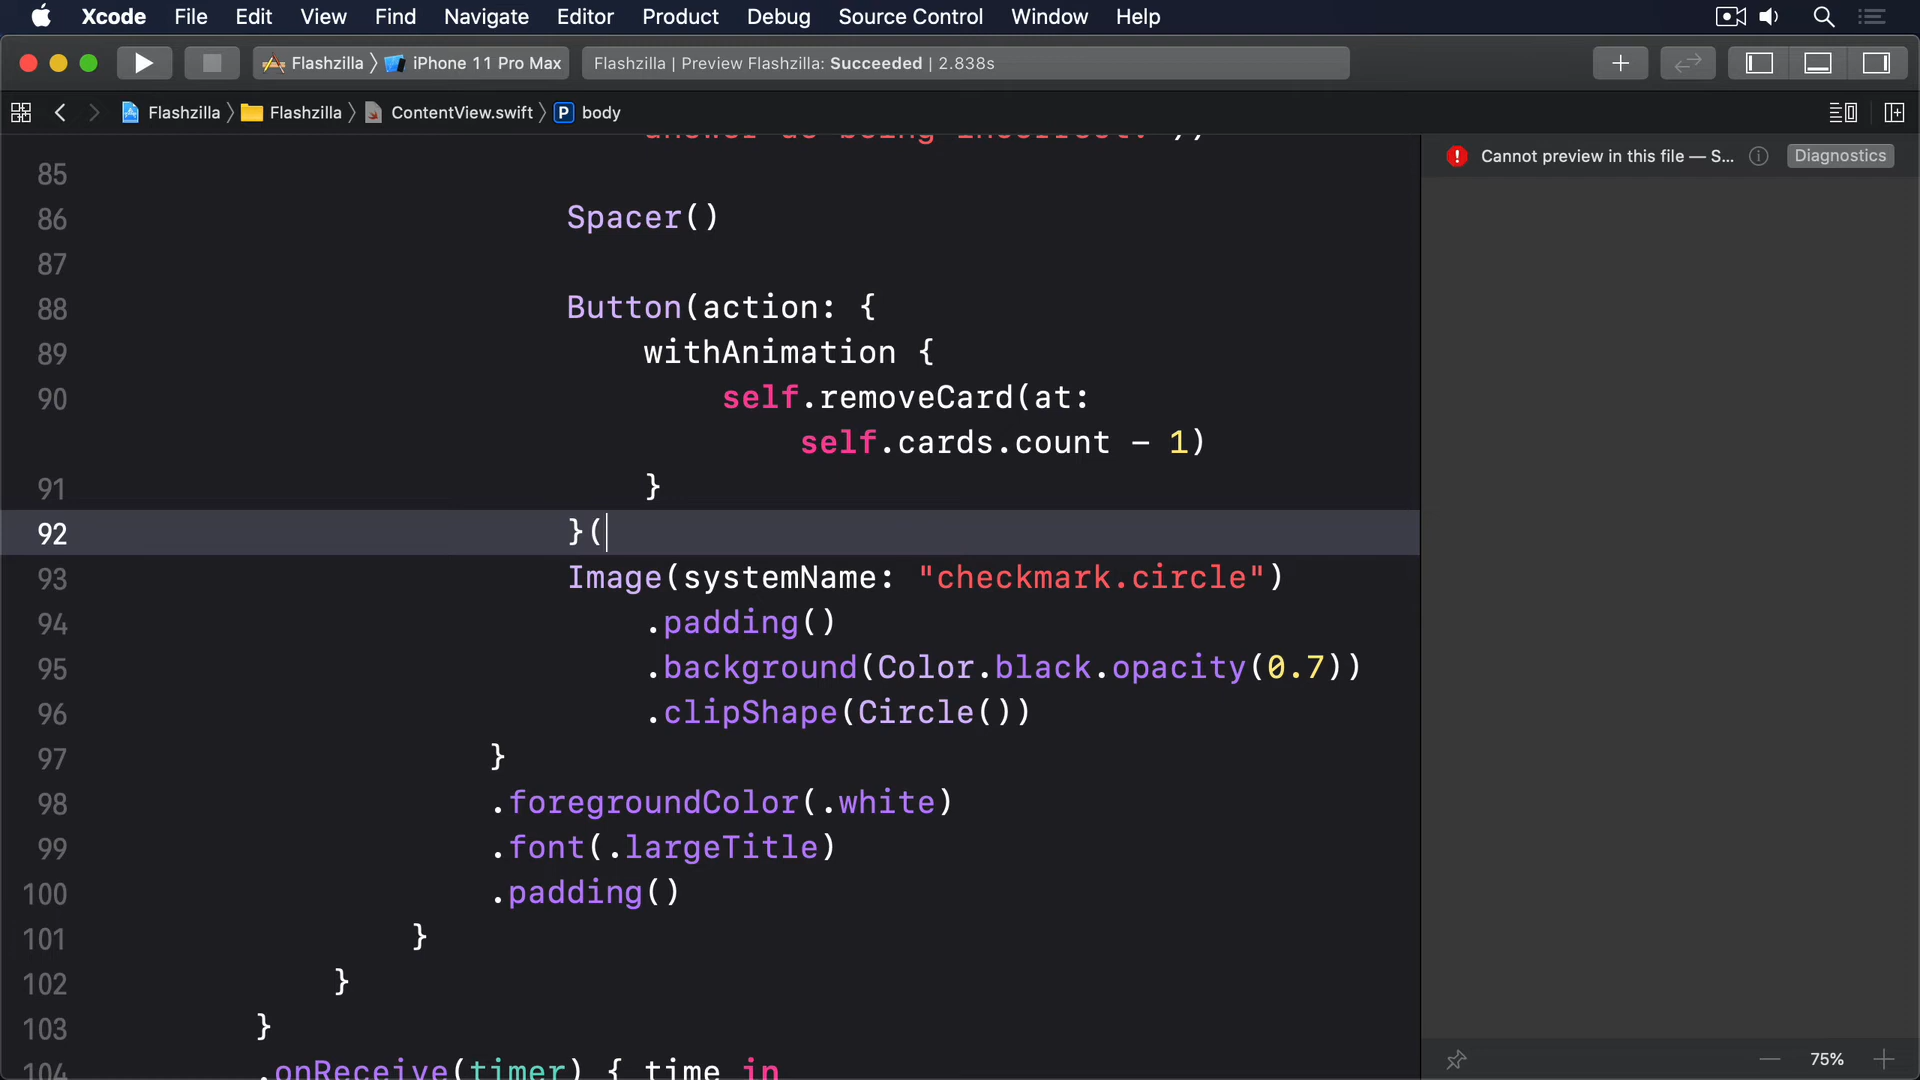 Xcode File Edit View Find Navigate Editor Product Debug Source Control Window Help
Flashzilla 〉 iPhone 11 Pro Max Flashzilla | Preview Flashzilla: Succeeded | 2.838s
Flashzilla 〉 Flashzilla 〉 ContentView.swift 〉 P body
answer as being incorrect."))
! Cannot preview in this file — S... Diagnostics
85
86 Spacer()
87
88 Button(action: {
89 withAnimation {
90 self.removeCard(at:
self.cards.count - 1)
91 }
92 }(
93 Image(systemName: "checkmark.circle")
94 .padding()
95 .background(Color.black.opacity(0.7))
96 .clipShape(Circle())
97 }
98 .foregroundColor(.white)
99 .font(.largeTitle)
100 .padding()
101 }
102 }
103 }
104 .onReceive(timer) { time in
75%